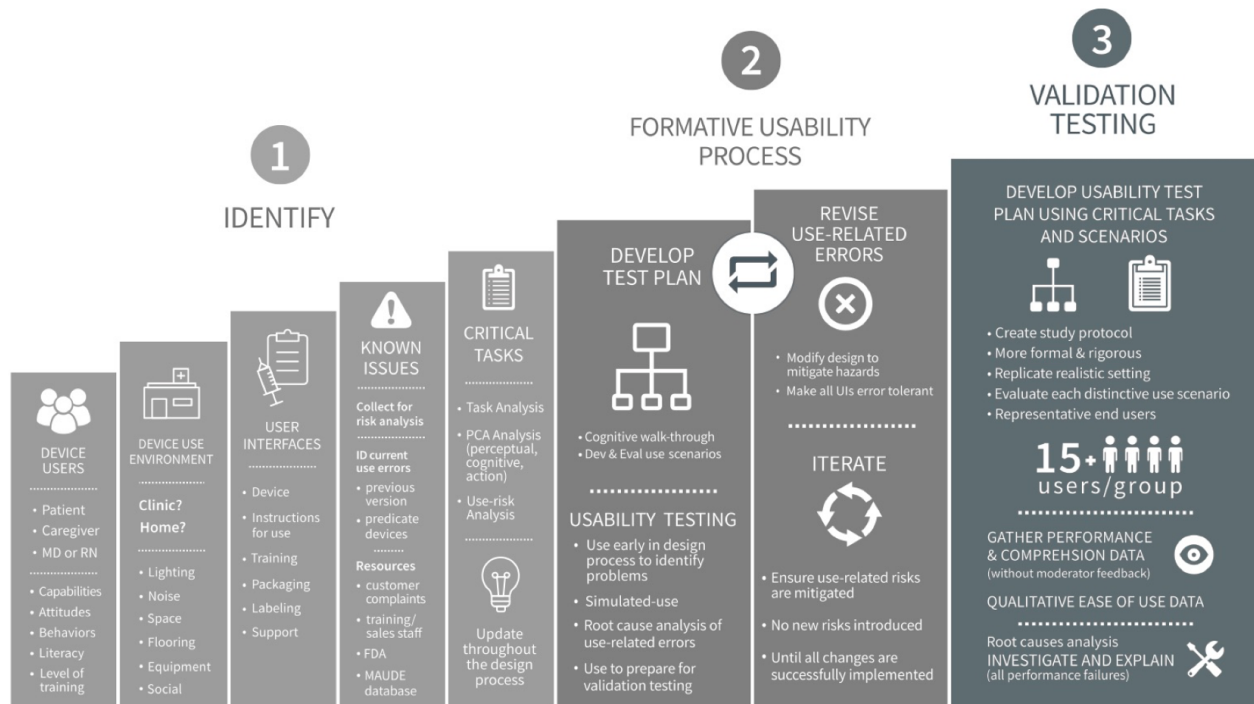 1
IDENTIFY
DEVICE
USERS
• Patient
• Caregiver
• MD or RN
• Capabilities
• Attitudes
• Behaviors
• Literacy
• Level of
training
DEVICE USE
ENVIRONMENT
Clinic?
Home?
• Lighting
• Noise
• Space
• Flooring
• Equipment
• Social
USER
INTERFACES
• Device
• Instructions
for use
• Training
• Packaging
• Labeling
• Support
KNOWN
ISSUES
Collect for
risk analysis
ID current
use errors
• previous
version
• predicate
devices
Resources
• customer
complaints
• training/
sales staff
• FDA
• MAUDE
database
CRITICAL
TASKS
• Task Analysis
• PCA Analysis
(perceptual,
cognitive,
action)
• Use-risk
Analysis
Update
throughout
the design
process
2
FORMATIVE USABILITY
PROCESS
DEVELOP
TEST PLAN
• Cognitive walk-through
• Dev & Eval use scenarios
USABILITY TESTING
• Use early in design
process to identify
problems
• Simulated-use
• Root cause analysis of
use-related errors
• Use to prepare for
validation testing
REVISE
USE-RELATED
ERRORS
• Modify design to
mitigate hazards
• Make all UIs error tolerant
ITERATE
• Ensure use-related risks
are mitigated
• No new risks introduced
• Until all changes are
successfully implemented
3
VALIDATION
TESTING
DEVELOP USABILITY TEST
PLAN USING CRITICAL TASKS
AND SCENARIOS
• Create study protocol
• More formal & rigorous
• Replicate realistic setting
• Evaluate each distinctive use scenario
• Representative end users
15+
users/group
GATHER PERFORMANCE
& COMPREHSION DATA
(without moderator feedback)
QUALITATIVE EASE OF USE DATA
Root causes analysis
INVESTIGATE AND EXPLAIN
(all performance failures)